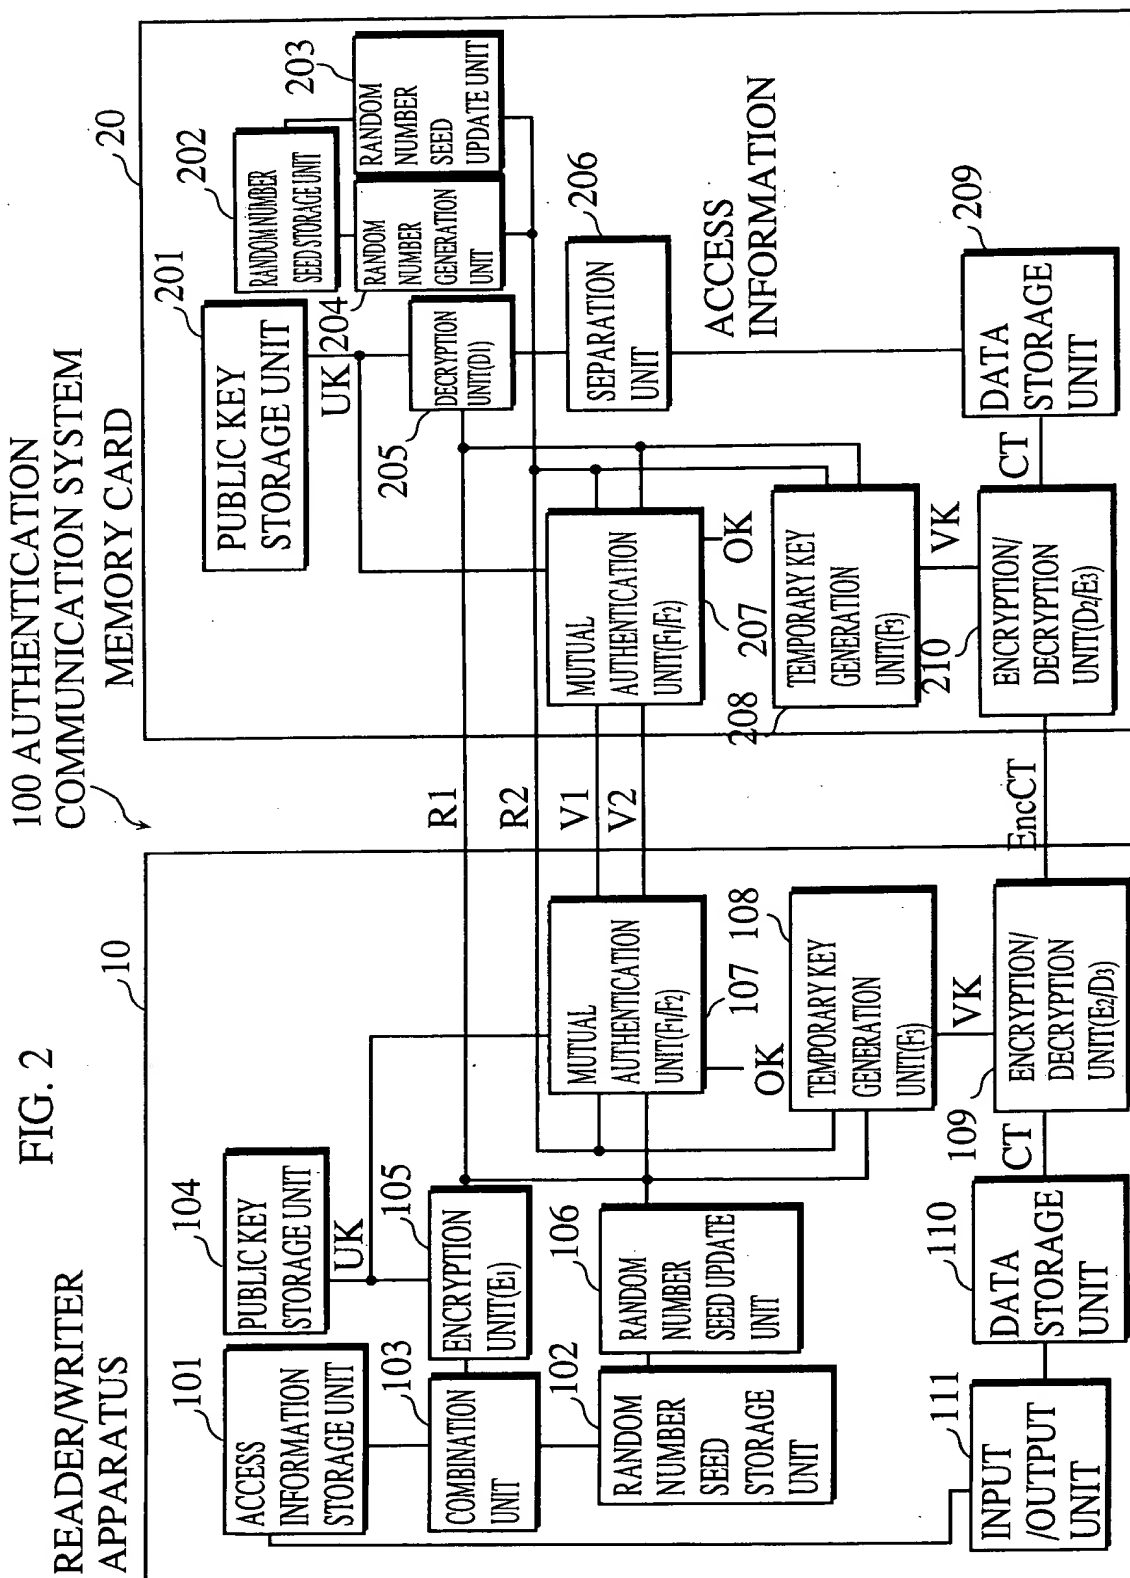 FIG. 2
100 AUTHENTICATION
COMMUNICATION SYSTEM
READER/WRITER
APPARATUS
10
MEMORY CARD
20
101
ACCESS
INFORMATION
STORAGE UNIT
104
PUBLIC KEY
STORAGE UNIT
UK
103
COMBINATION
UNIT
105
ENCRYPTION
UNIT(E1)
102
RANDOM
NUMBER
SEED
STORAGE
UNIT
106
RANDOM
NUMBER
SEED UPDATE
UNIT
MUTUAL
AUTHENTICATION
UNIT(F1/F2)
107
OK
108
TEMPORARY KEY
GENERATION
UNIT(F3)
VK
109
ENCRYPTION/
DECRYPTION
UNIT(E2/D3)
CT
110
DATA
STORAGE
UNIT
111
INPUT
/OUTPUT
UNIT
R1
R2
V1
V2
EncCT
201
PUBLIC KEY
STORAGE UNIT
UK
202
RANDOM NUMBER
SEED STORAGE UNIT
203
RANDOM
NUMBER
SEED
UPDATE UNIT
204
RANDOM
NUMBER
GENERATION
UNIT
205
DECRYPTION
UNIT(D1)
206
SEPARATION
UNIT
ACCESS
INFORMATION
MUTUAL
AUTHENTICATION
UNIT(F1/F2)
207
OK
208
TEMPORARY KEY
GENERATION
UNIT(F3)
VK
210
ENCRYPTION/
DECRYPTION
UNIT(D2/E3)
CT
209
DATA
STORAGE
UNIT